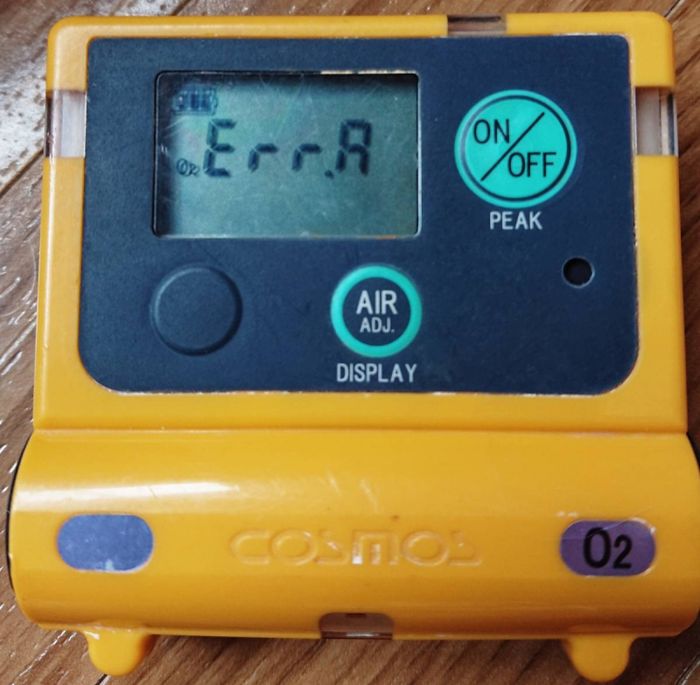 O2 Err.A
ON/OFF
PEAK
AIR
ADJ.
DISPLAY
COSMOS
O2